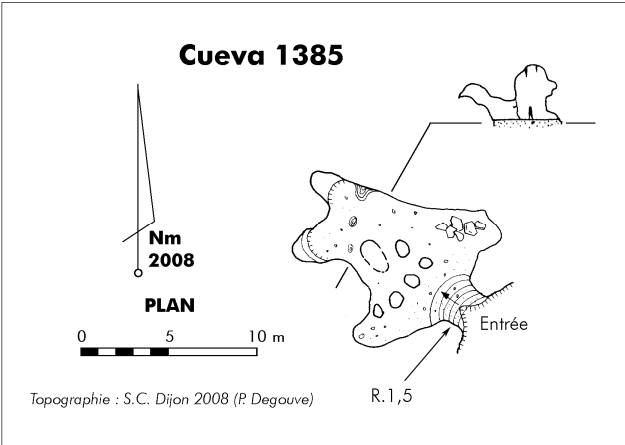 Cueva 1385
Nm
2008
PLAN
0 5 10 m
Entrée
R.1,5
Topographie : S.C. Dijon 2008 (P. Degouve)